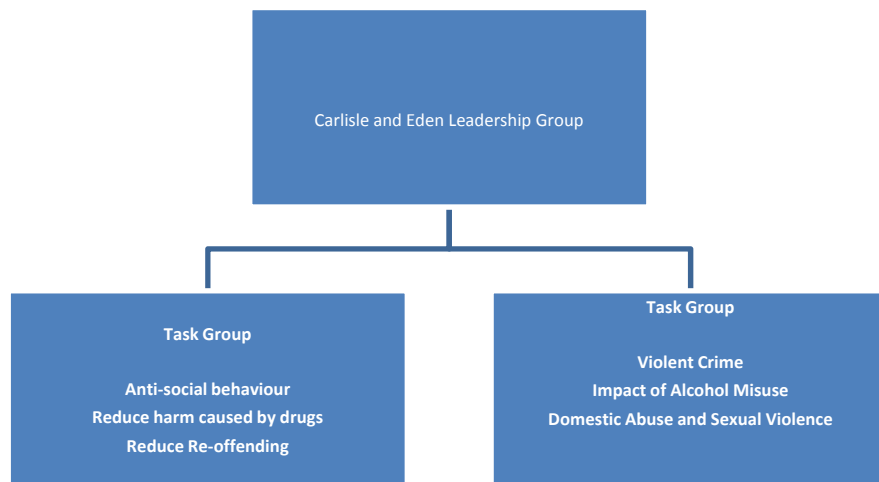 Carlisle and Eden Leadership Group
Task Group
Anti-social behaviour
Reduce harm caused by drugs
Reduce Re-offending
Task Group
Violent Crime
Impact of Alcohol Misuse
Domestic Abuse and Sexual Violence